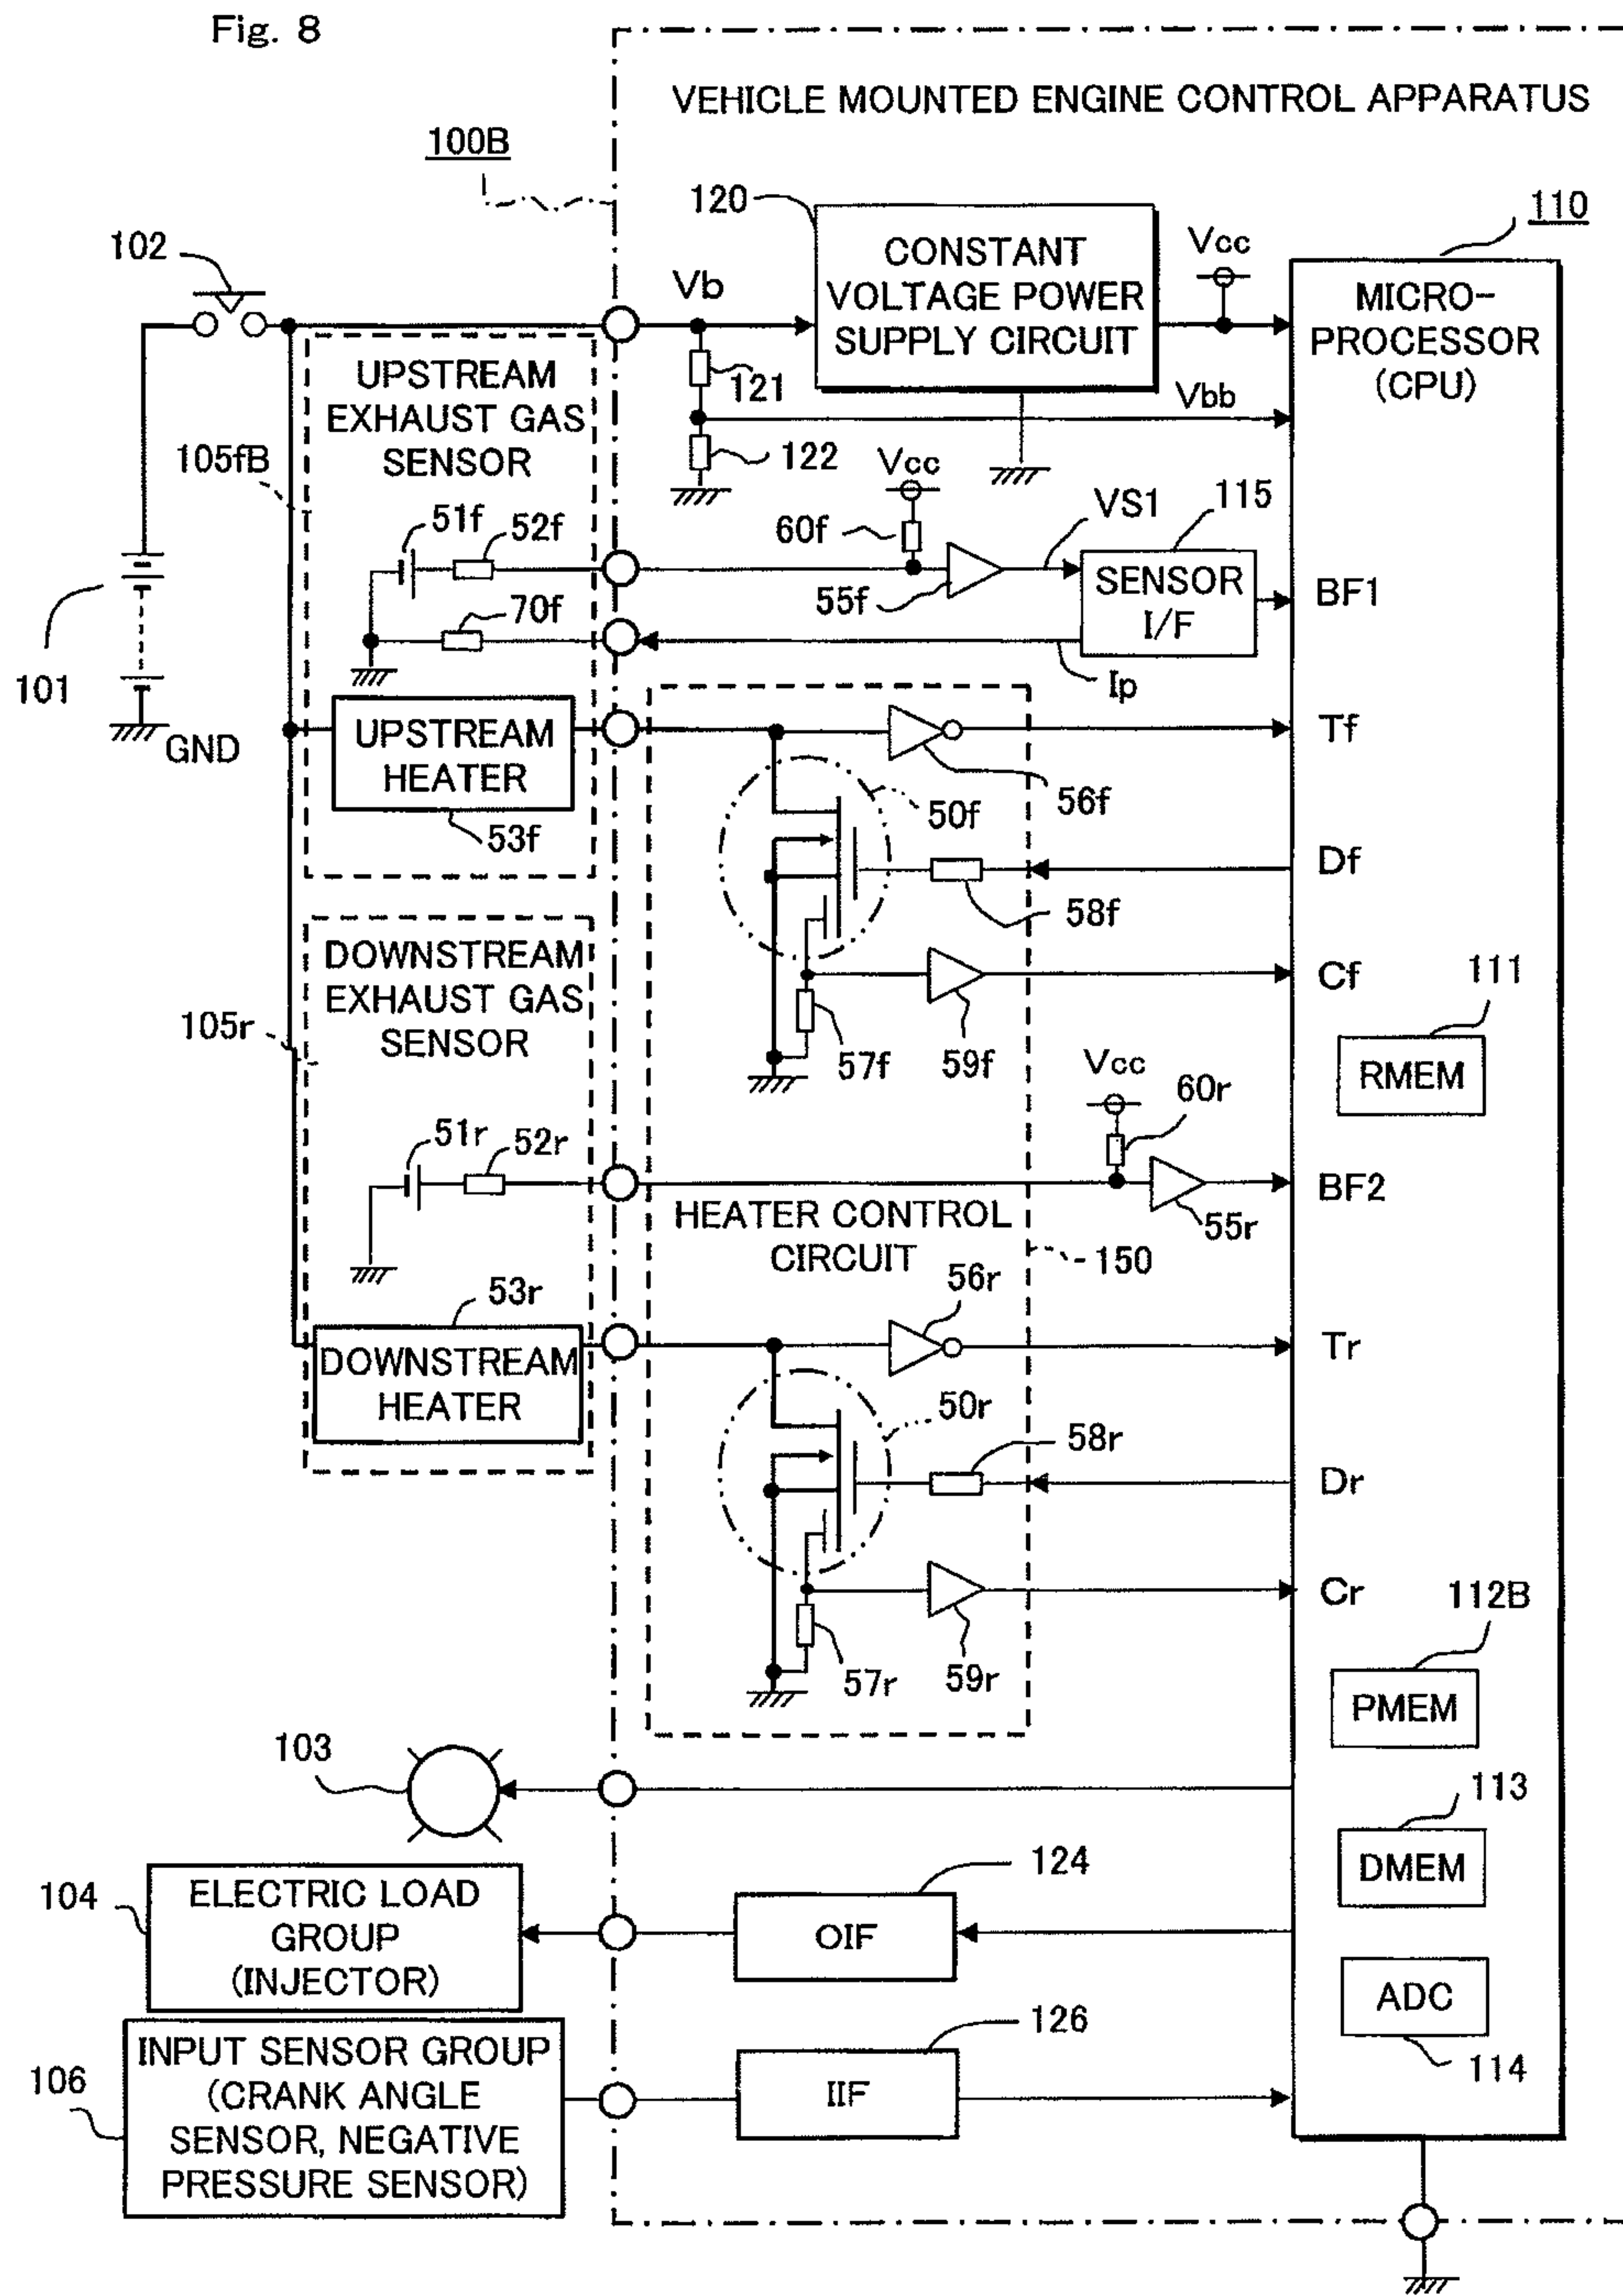 Fig. 8
VEHICLE MOUNTED ENGINE CONTROL APPARATUS
100B
120
110
102
Vb
CONSTANT
VOLTAGE POWER
SUPPLY CIRCUIT
Vcc
MICRO-
PROCESSOR
(CPU)
UPSTREAM
EXHAUST GAS
SENSOR
121
Vbb
105fB
122
Vcc
VS1
115
51f
52f
60f
55f
SENSOR
I/F
BF1
70f
101
Ip
GND
UPSTREAM
HEATER
Tf
53f
50f
56f
Df
58f
DOWNSTREAM
EXHAUST GAS
SENSOR
Cf
111
105r
57f
59f
Vcc
RMEM
60r
51r
52r
BF2
HEATER CONTROL
CIRCUIT
55r
150
53r
56r
DOWNSTREAM
HEATER
Tr
50r
58r
Dr
Cr
112B
57r
59r
PMEM
103
113
DMEM
104
ELECTRIC LOAD
GROUP
(INJECTOR)
124
OIF
ADC
114
106
INPUT SENSOR GROUP
(CRANK ANGLE
SENSOR, NEGATIVE
PRESSURE SENSOR)
126
IIF